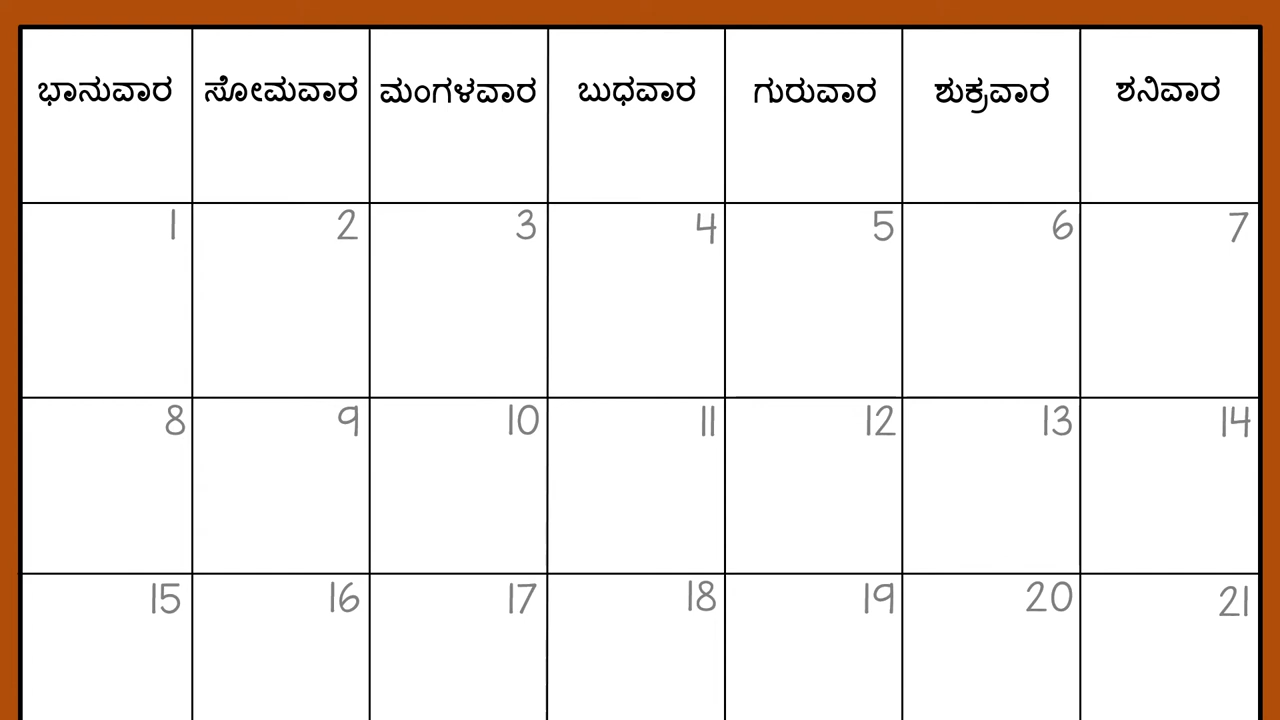 ಭಾನುವಾರ ಸೋಮವಾರ ಮಂಗಳವಾರ ಬುಧವಾರ ಗುರುವಾರ ಶುಕ್ರವಾರ ಶನಿವಾರ
1 2 3 4 5 6 7
8 9 10 11 12 13 14
15 16 17 18 19 20 21